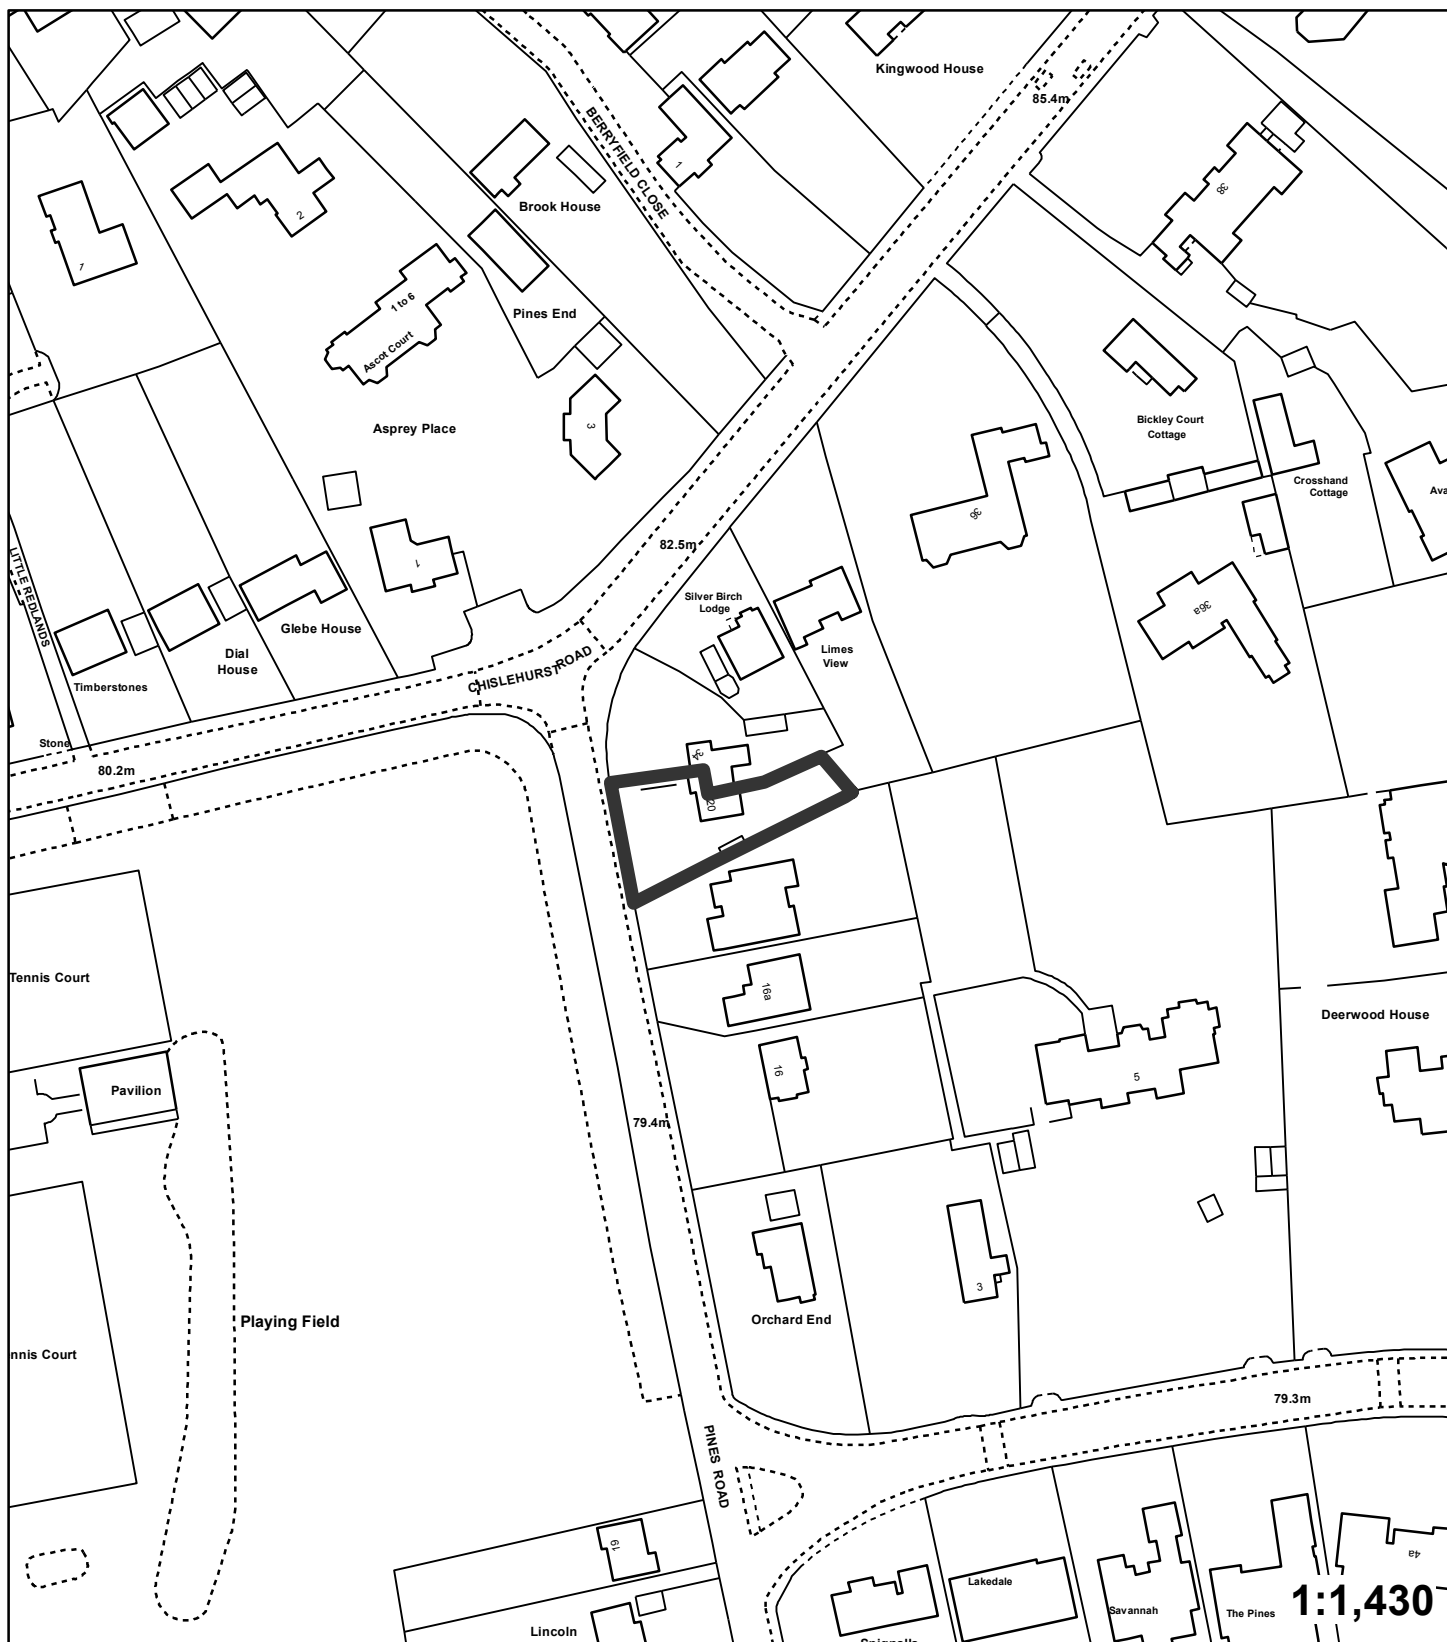 Kingwood House
85.4m
BERRYFIELD CLOSE
1
38
Brook House
2
1
1 to 6
Ascot Court
Pines End
3
Asprey Place
Bickley Court
Cottage
Crosshand
Cottage
36
82.5m
1
LITTLE REDLANDS
Silver Birch
Lodge
36a
Glebe House
Limes
View
Dial
House
CHISLEHURST ROAD
Timberstones
Stone
80.2m
34
20
Tennis Court
16a
Deerwood House
16
5
Pavilion
79.4m
3
Orchard End
Playing Field
nnis Court
79.3m
PINES ROAD
19
4a
Lakedale
Savannah
The Pines
1:1,430
Lincoln